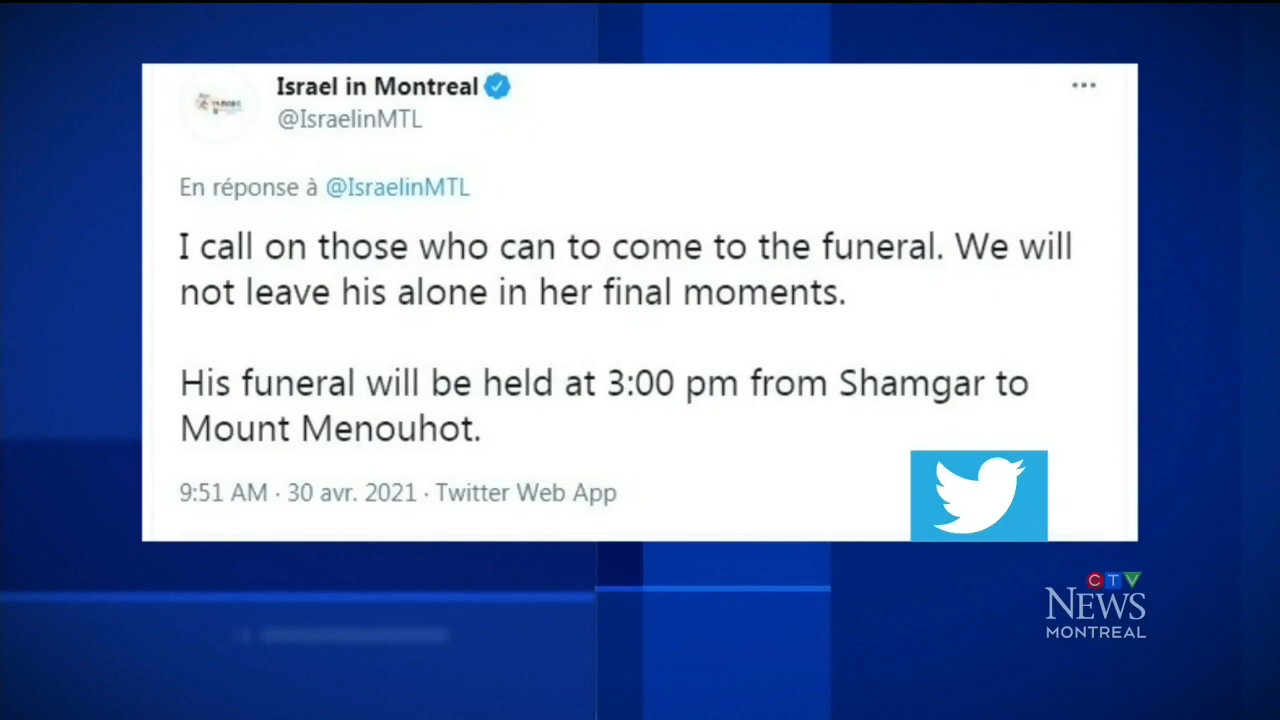 Israel in Montreal
@IsraelinMTL
En réponse à @IsraelinMTL
I call on those who can to come to the funeral. We will
not leave his alone in her final moments.
His funeral will be held at 3:00 pm from Shamgar to
Mount Menouhot.
9:51 AM · 30 avr. 2021 · Twitter Web App
CTV
NEWS
MONTREAL